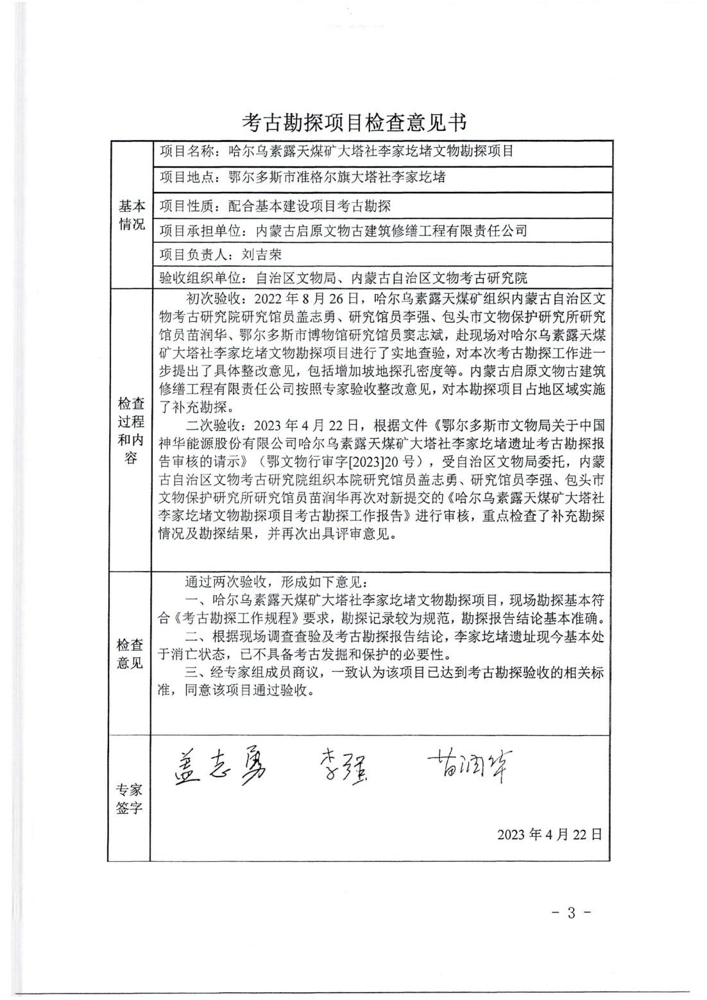 考古勘探项目检查意见书
基本
情况
项目名称：哈尔乌素露天煤矿大塔社李家圪堵文物勘探项目
项目地点：鄂尔多斯市准格尔旗大塔社李家圪堵
项目性质：配合基本建设项目考古勘探
项目承担单位：内蒙古启原文物古建筑修缮工程有限责任公司
项目负责人：刘吉荣
验收组织单位：自治区文物局、内蒙古自治区文物考古研究院
检查
过程
和内
容
初次验收：2022 年 8 月 26 日，哈尔乌素露天煤矿组织内蒙古自治区文
物考古研究院研究馆员盖志勇、研究馆员李强、包头市文物保护研究所研究
馆员苗润华、鄂尔多斯市博物馆研究馆员窦志斌，赴现场对哈尔乌素露天煤
矿大塔社李家圪堵文物勘探项目进行了实地查验，对本次考古勘探工作进一
步提出了具体整改意见，包括增加坡地探孔密度等。内蒙古启原文物古建筑
修缮工程有限责任公司按照专家验收整改意见，对本勘探项目占地区域实施
了补充勘探。
二次验收：2023 年 4 月 22 日，根据文件《鄂尔多斯市文物局关于中国
神华能源股份有限公司哈尔乌素露天煤矿大塔社李家圪堵遗址考古勘探报
告审核的请示》（鄂文物行审字[2023]20 号），受自治区文物局委托，内蒙
古自治区文物考古研究院组织本院研究馆员盖志勇、研究馆员李强、包头市
文物保护研究所研究馆员苗润华再次对新提交的《哈尔乌素露天煤矿大塔社
李家圪堵文物勘探项目考古勘探工作报告》进行审核，重点检查了补充勘探
情况及勘探结果，并再次出具评审意见。
检查
意见
通过两次验收，形成如下意见：
一、哈尔乌素露天煤矿大塔社李家圪堵文物勘探项目，现场勘探基本符
合《考古勘探工作规程》要求，勘探记录较为规范，勘探报告结论基本准确。
二、根据现场调查查验及考古勘探报告结论，李家圪堵遗址现今基本处
于消亡状态，已不具备考古发掘和保护的必要性。
三、经专家组成员商议，一致认为该项目已达到考古勘探验收的相关标
准，同意该项目通过验收。
专家
签字
盖志勇 李强 苗润华
2023 年 4 月 22 日
- 3 -